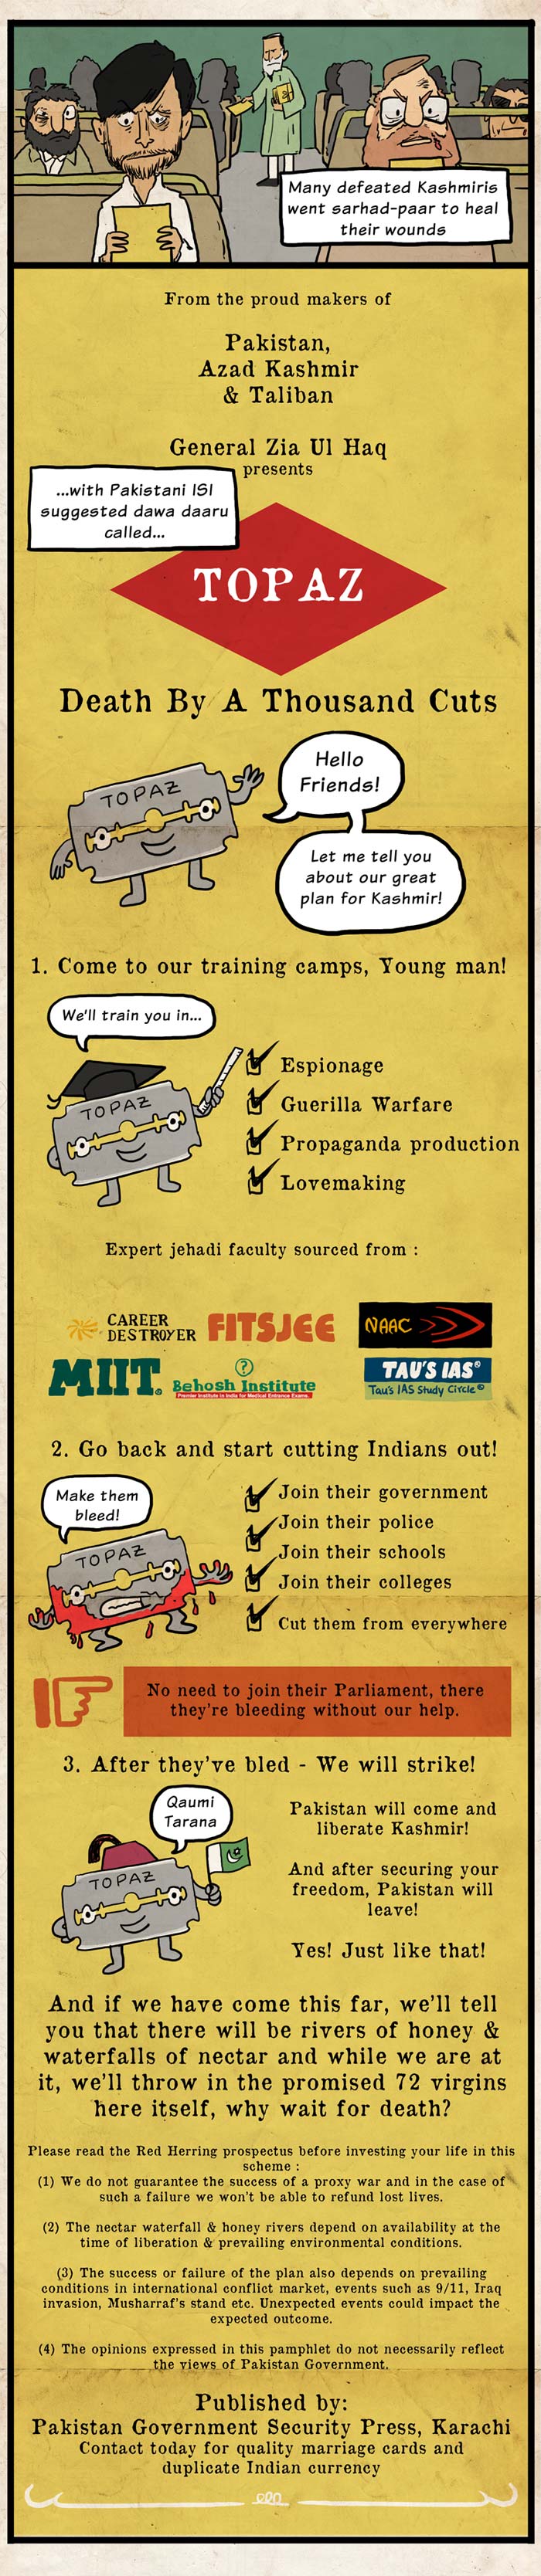 Many defeated Kashmiris
went sarhad-paar to heal
their wounds
From the proud makers of
Pakistan,
Azad Kashmir
& Taliban
General Zia Ul Haq
presents
...with Pakistani ISI
suggested dawa daaru
called...
TOPAZ
Death By A Thousand Cuts
TOPAZ
Hello
Friends!
Let me tell you
about our great
plan for Kashmir!
1. Come to our training camps, Young man!
We'll train you in...
TOPAZ
Espionage
Guerilla Warfare
Propaganda production
Lovemaking
Expert jehadi faculty sourced from :
CAREER
DESTROYER
FITSJEE
NAAC
MIIT.
?
Behosh Institute
Premier Institute in India for Medical Entrance Exams.
TAU'S IAS®
Tau's IAS Study Circle®
2. Go back and start cutting Indians out!
Make them
bleed!
TOPAZ
Join their government
Join their police
Join their schools
Join their colleges
Cut them from everywhere
No need to join their Parliament, there
they're bleeding without our help.
3. After they've bled - We will strike!
Qaumi
Tarana
TOPAZ
Pakistan will come and
liberate Kashmir!
And after securing your
freedom, Pakistan will
leave!
Yes! Just like that!
And if we have come this far, we'll tell
you that there will be rivers of honey &
waterfalls of nectar and while we are at
it, we'll throw in the promised 72 virgins
here itself, why wait for death?
Please read the Red Herring prospectus before investing your life in this
scheme :
(1) We do not guarantee the success of a proxy war and in the case of
such a failure we won't be able to refund lost lives.
(2) The nectar waterfall & honey rivers depend on availability at the
time of liberation & prevailing environmental conditions.
(3) The success or failure of the plan also depends on prevailing
conditions in international conflict market, events such as 9/11, Iraq
invasion, Musharraf's stand etc. Unexpected events could impact the
expected outcome.
(4) The opinions expressed in this pamphlet do not necessarily reflect
the views of Pakistan Government.
Published by:
Pakistan Government Security Press, Karachi
Contact today for quality marriage cards and
duplicate Indian currency